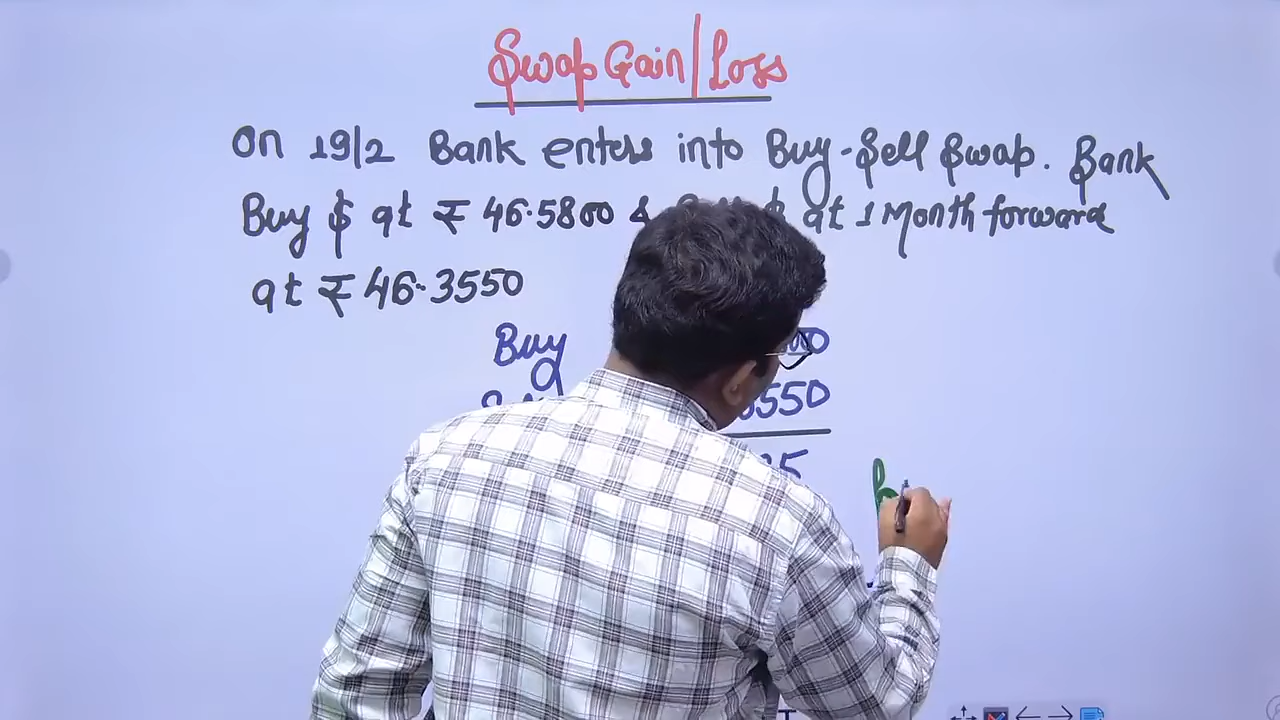 Swap Gain/Loss
On 19/2 Bank enters into Buy-Sell Swap. Bank
Buy $ at ₹ 46.5800 & $ at 1 Month forward
at ₹ 46.3550
Buy